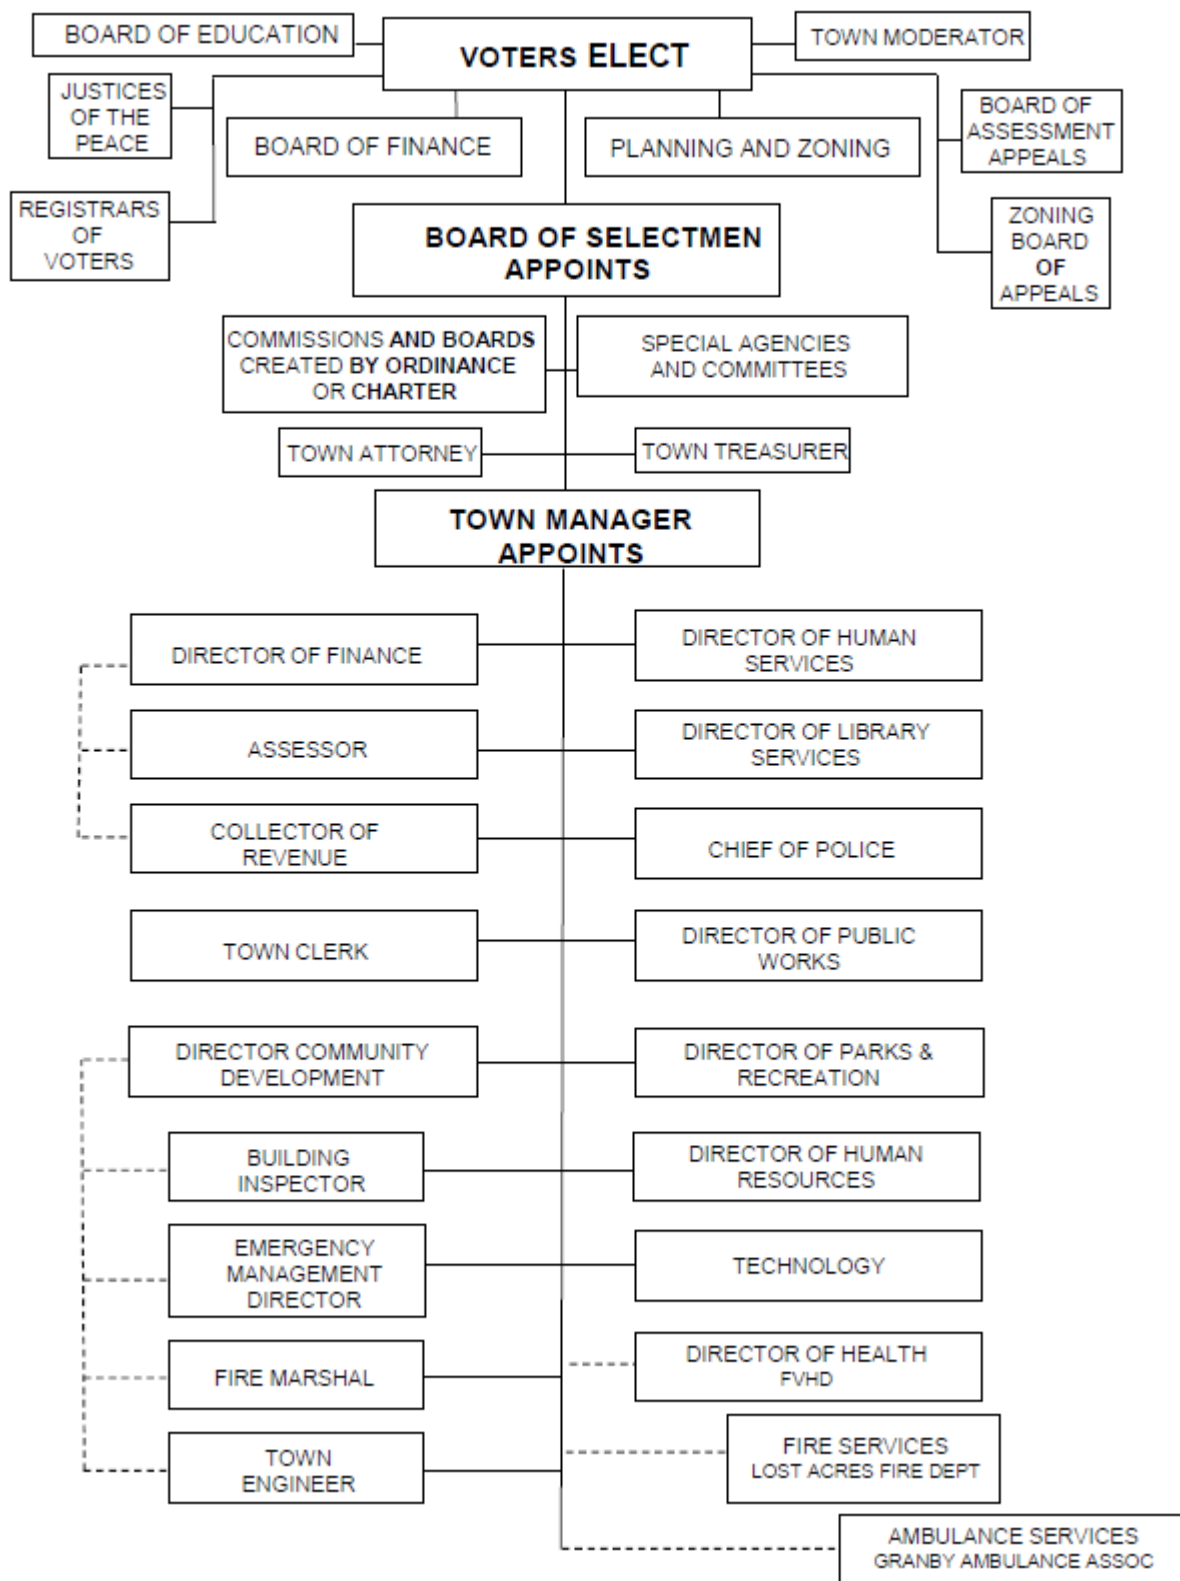 BOARD OF EDUCATION
VOTERS ELECT
TOWN MODERATOR
JUSTICES
OF THE
PEACE
BOARD OF FINANCE
PLANNING AND ZONING
BOARD OF
ASSESSMENT
APPEALS
REGISTRARS
OF
VOTERS
BOARD OF SELECTMEN
APPOINTS
ZONING
BOARD
OF
APPEALS
COMMISSIONS AND BOARDS
CREATED BY ORDINANCE
OR CHARTER
SPECIAL AGENCIES
AND COMMITTEES
TOWN ATTORNEY
TOWN TREASURER
TOWN MANAGER
APPOINTS
DIRECTOR OF FINANCE
DIRECTOR OF HUMAN
SERVICES
ASSESSOR
DIRECTOR OF LIBRARY
SERVICES
COLLECTOR OF
REVENUE
CHIEF OF POLICE
TOWN CLERK
DIRECTOR OF PUBLIC
WORKS
DIRECTOR COMMUNITY
DEVELOPMENT
DIRECTOR OF PARKS &
RECREATION
BUILDING
INSPECTOR
DIRECTOR OF HUMAN
RESOURCES
EMERGENCY
MANAGEMENT
DIRECTOR
TECHNOLOGY
FIRE MARSHAL
DIRECTOR OF HEALTH
FVHD
TOWN
ENGINEER
FIRE SERVICES
LOST ACRES FIRE DEPT
AMBULANCE SERVICES
GRANBY AMBULANCE ASSOC